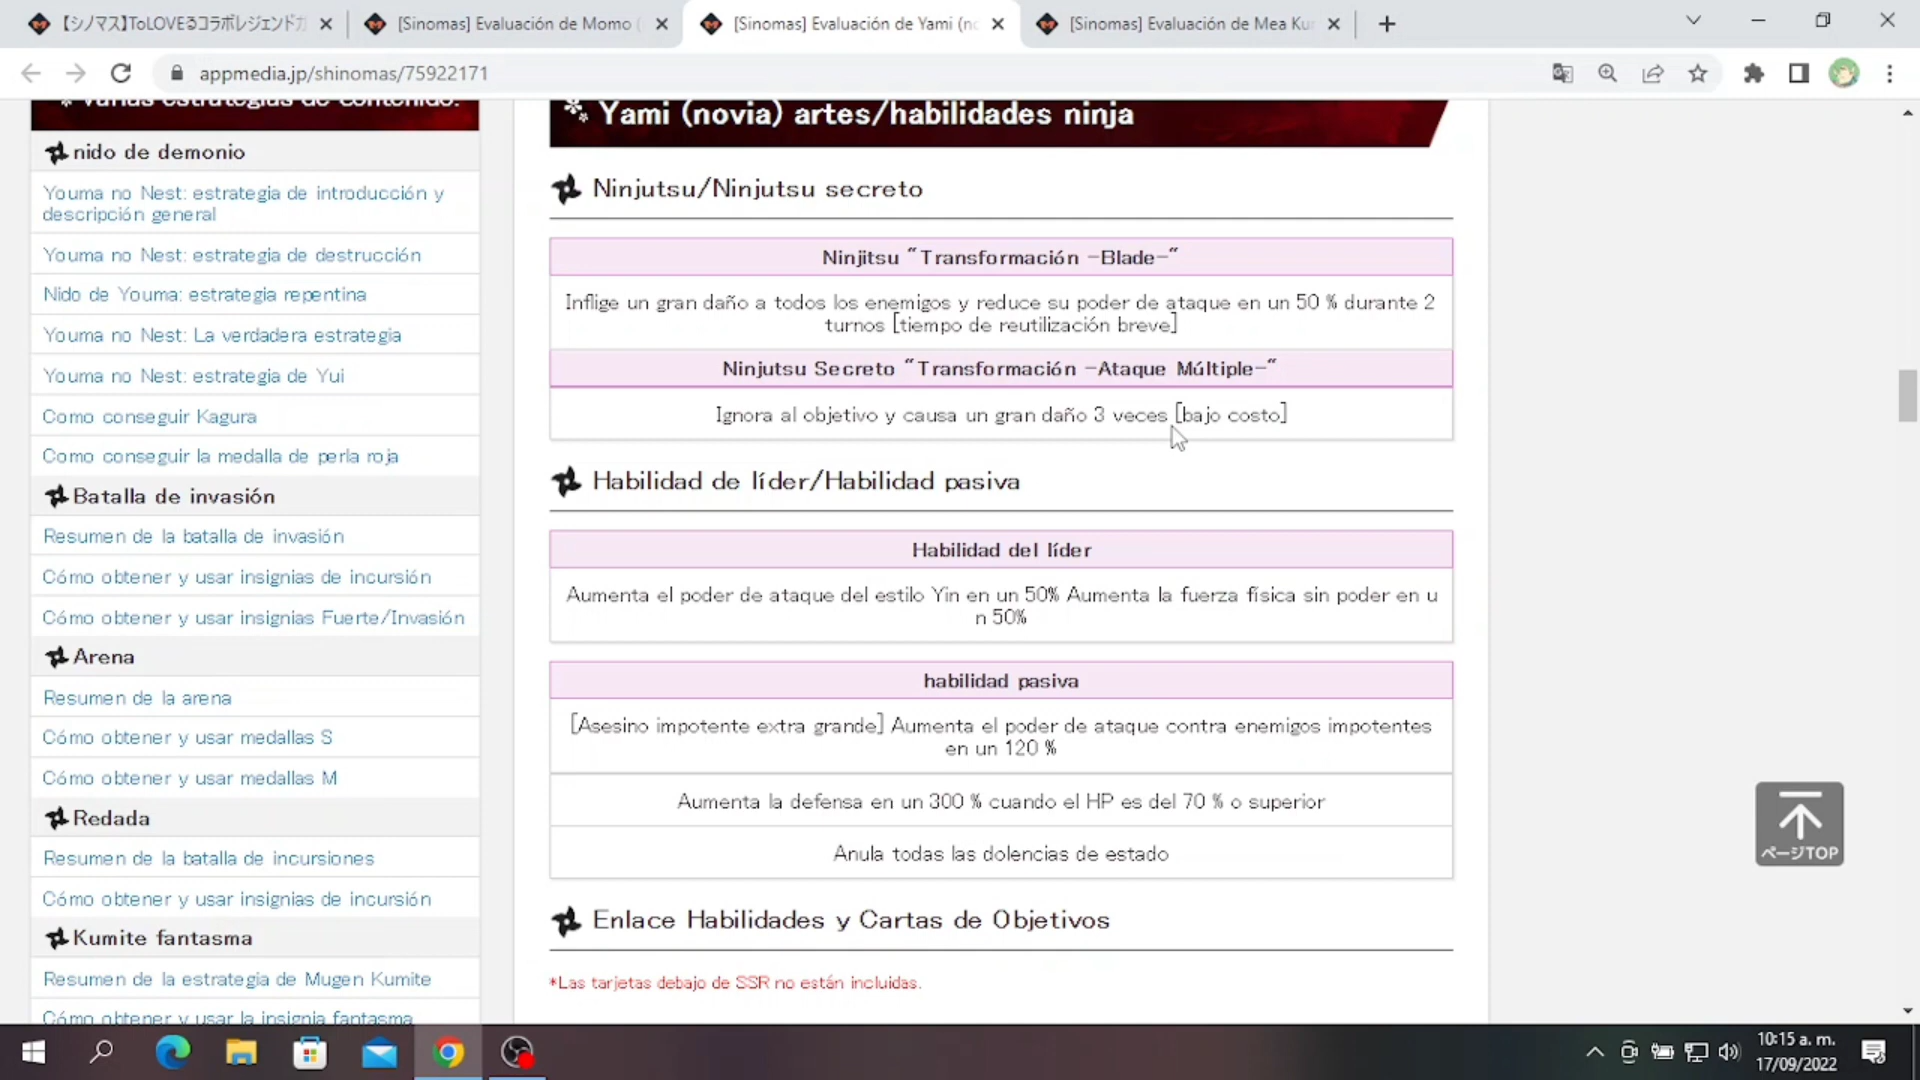 【シノマス】ToLOVEるコラボレジェンドガ
[Sinomas] Evaluación de Momo (
[Sinomas] Evaluación de Yami (no
[Sinomas] Evaluación de Mea Ku
appmedia.jp/shinomas/75922171
* Varias estrategias de contenido.
nido de demonio
Youma no Nest: estrategia de introducción y
descripción general
Youma no Nest: estrategia de destrucción
Nido de Youma: estrategia repentina
Youma no Nest: La verdadera estrategia
Youma no Nest: estrategia de Yui
Como conseguir Kagura
Como conseguir la medalla de perla roja
Batalla de invasión
Resumen de la batalla de invasión
Cómo obtener y usar insignias de incursión
Cómo obtener y usar insignias Fuerte/Invasión
Arena
Resumen de la arena
Cómo obtener y usar medallas S
Cómo obtener y usar medallas M
Redada
Resumen de la batalla de incursiones
Cómo obtener y usar insignias de incursión
Kumite fantasma
Resumen de la estrategia de Mugen Kumite
Cómo obtener y usar la insignia fantasma
Yami (novia) artes/habilidades ninja
Ninjutsu/Ninjutsu secreto
Ninjitsu "Transformación -Blade-"
Inflige un gran daño a todos los enemigos y reduce su poder de ataque en un 50 % durante 2
turnos [tiempo de reutilización breve]
Ninjutsu Secreto "Transformación -Ataque Múltiple-"
Ignora al objetivo y causa un gran daño 3 veces [bajo costo]
Habilidad de líder/Habilidad pasiva
Habilidad del líder
Aumenta el poder de ataque del estilo Yin en un 50% Aumenta la fuerza física sin poder en u
n 50%
habilidad pasiva
[Asesino impotente extra grande] Aumenta el poder de ataque contra enemigos impotentes
en un 120 %
Aumenta la defensa en un 300 % cuando el HP es del 70 % o superior
Anula todas las dolencias de estado
Enlace Habilidades y Cartas de Objetivos
*Las tarjetas debajo de SSR no están incluidas.
ページTOP
10:15 a. m.
17/09/2022